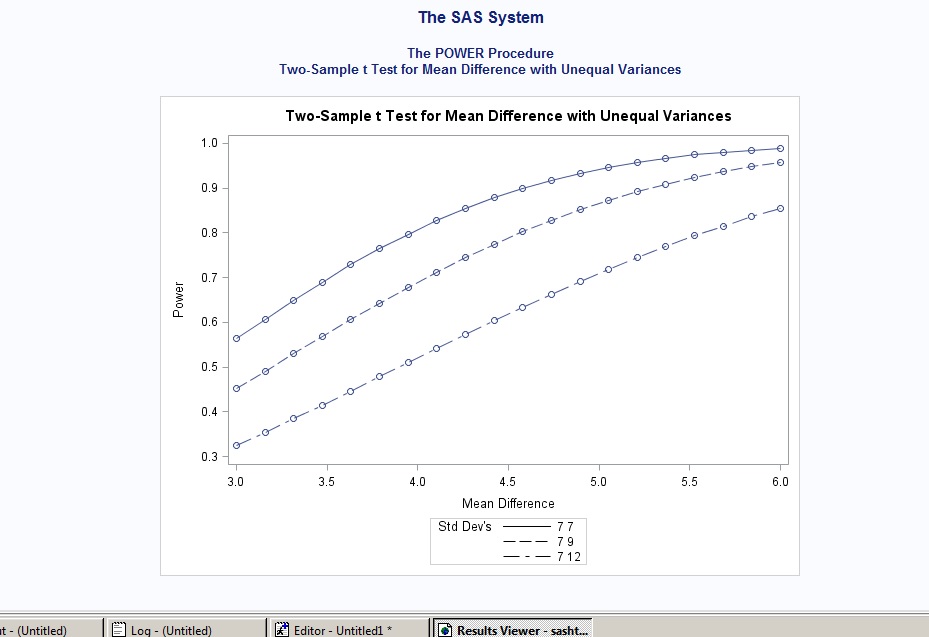 The SAS System
The POWER Procedure
Two-Sample t Test for Mean Difference with Unequal Variances
Two-Sample t Test for Mean Difference with Unequal Variances
1.0
0.9
0.8
0.7
0.6
0.5
0.4
0.3
Power
3.0 3.5 4.0 4.5 5.0 5.5 6.0
Mean Difference
Std Dev's 7 7
7 9
7 12
t - (Untitled) Log - (Untitled) Editor - Untitled1 * Results Viewer - sasht...